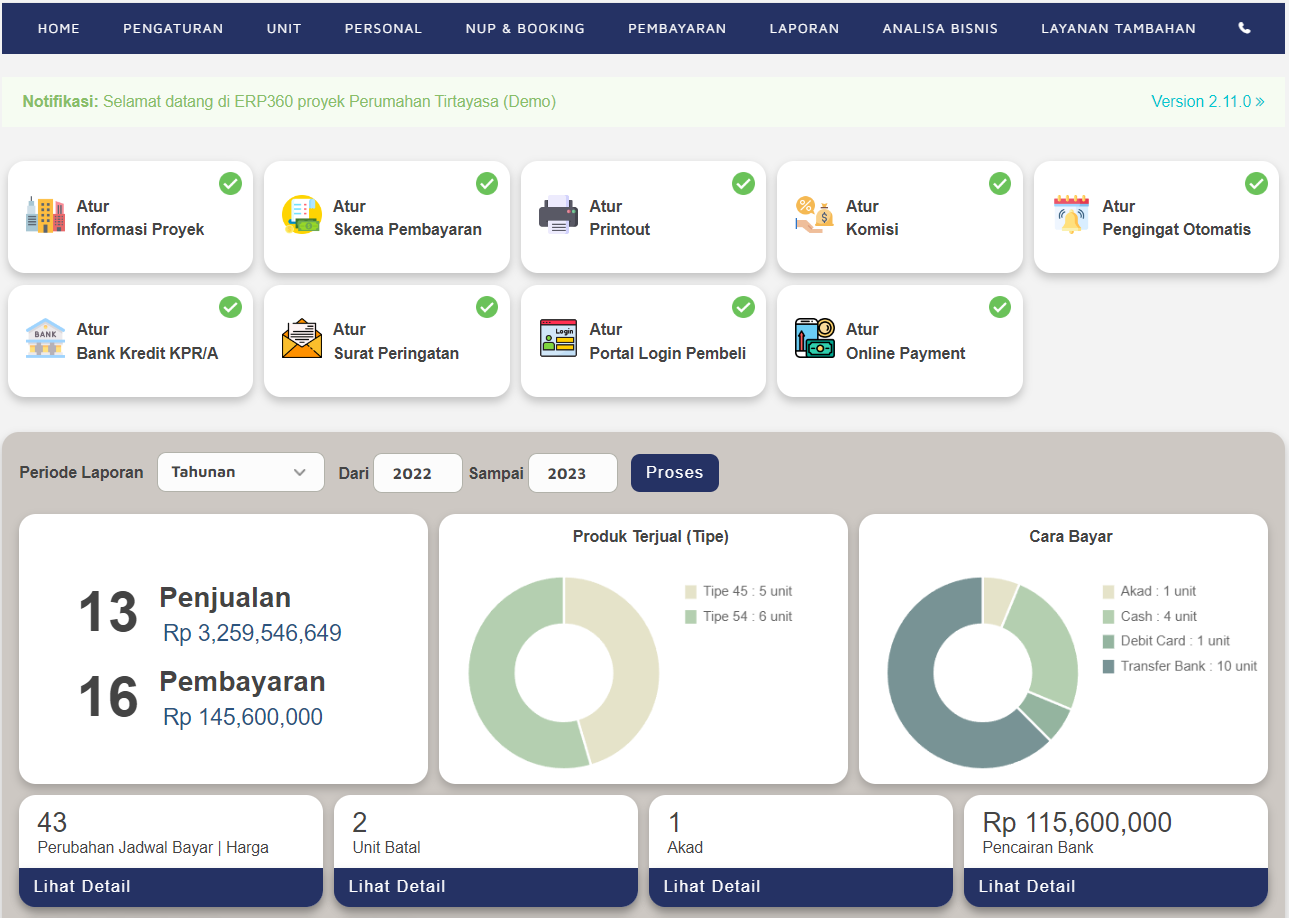 HOME PENGATURAN UNIT PERSONAL NUP & BOOKING PEMBAYARAN LAPORAN ANALISA BISNIS LAYANAN TAMBAHAN
Notifikasi: Selamat datang di ERP360 proyek Perumahan Tirtayasa (Demo)
Version 2.11.0 »
Atur
Informasi Proyek
Atur
Skema Pembayaran
Atur
Printout
%
$
Atur
Komisi
Atur
Pengingat Otomatis
BANK
Atur
Bank Kredit KPR/A
Atur
Surat Peringatan
Login
Atur
Portal Login Pembeli
Atur
Online Payment
Periode Laporan Tahunan Dari 2022 Sampai 2023 Proses
13 Penjualan
Rp 3,259,546,649
16 Pembayaran
Rp 145,600,000
Produk Terjual (Tipe)
Tipe 45 : 5 unit
Tipe 54 : 6 unit
Cara Bayar
Akad : 1 unit
Cash : 4 unit
Debit Card : 1 unit
Transfer Bank : 10 unit
43
Perubahan Jadwal Bayar | Harga
Lihat Detail
2
Unit Batal
Lihat Detail
1
Akad
Lihat Detail
Rp 115,600,000
Pencairan Bank
Lihat Detail